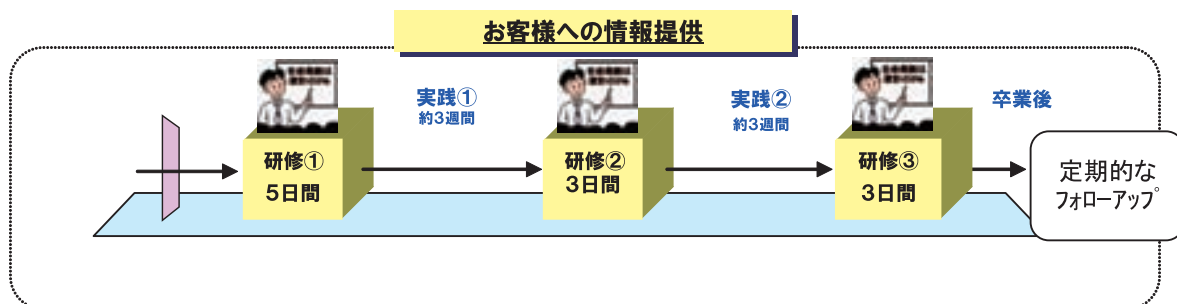 お客様への情報提供
実践①
約3週間
実践②
約3週間
卒業後
研修①
5日間
研修②
3日間
研修③
3日間
定期的な
フォローアップ